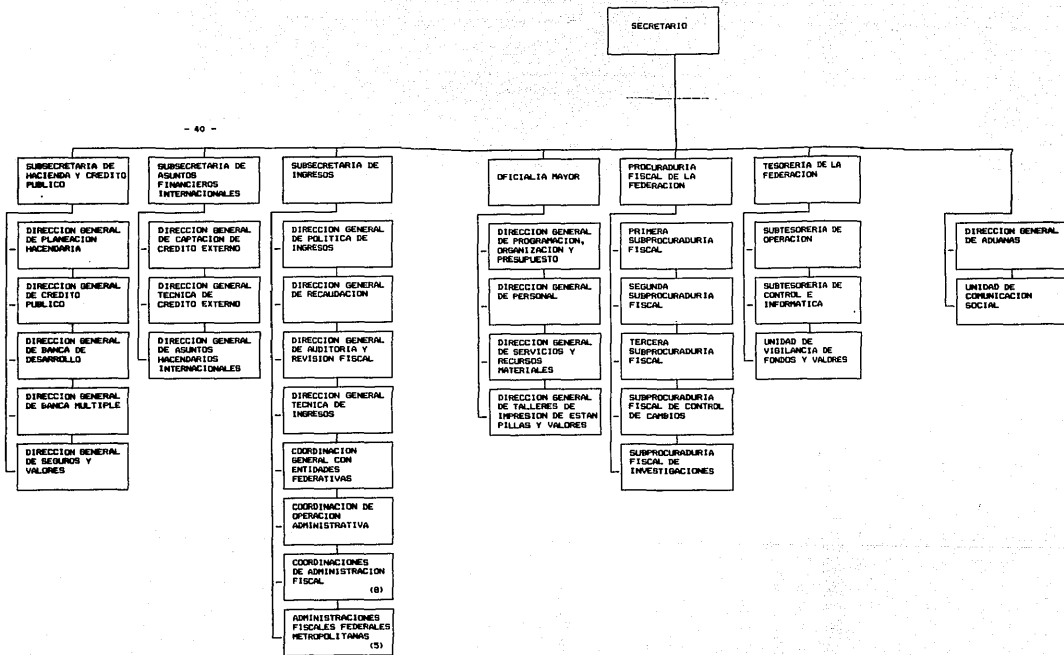 SECRETARIO
- 40 -
SUBSECRETARIA DE
HACIENDA Y CREDITO
PUBLICO
DIRECCION GENERAL
DE PLANEACION
HACENDARIA
DIRECCION GENERAL
DE CREDITO
PUBLICO
DIRECCION GENERAL
DE BANCA DE
DESARROLLO
DIRECCION GENERAL
DE BANCA MULTIPLE
DIRECCION GENERAL
DE SEGUROS Y
VALORES
SUBSECRETARIA DE
ASUNTOS
FINANCIEROS
INTERNACIONALES
DIRECCION GENERAL
DE CAPTACION DE
CREDITO EXTERNO
DIRECCION GENERAL
TECNICA DE
CREDITO EXTERNO
DIRECCION GENERAL
DE ASUNTOS
HACENDARIOS
INTERNACIONALES
SUBSECRETARIA DE
INGRESOS
DIRECCION GENERAL
DE POLITICA DE
INGRESOS
DIRECCION GENERAL
DE RECAUDACION
DIRECCION GENERAL
DE AUDITORIA Y
REVISION FISCAL
DIRECCION GENERAL
TECNICA DE
INGRESOS
COORDINACION
GENERAL CON
ENTIDADES
FEDERATIVAS
COORDINACION DE
OPERACION
ADMINISTRATIVA
COORDINACIONES
DE ADMINISTRACION
FISCAL
(8)
ADMINISTRACIONES
FISCALES FEDERALES
METROPOLITANAS
(5)
OFICIALIA MAYOR
DIRECCION GENERAL
DE PROGRAMACION,
ORGANIZACION Y
PRESUPUESTO
DIRECCION GENERAL
DE PERSONAL
DIRECCION GENERAL
DE SERVICIOS Y
RECURSOS
MATERIALES
DIRECCION GENERAL
DE TALLERES DE
IMPRESION DE ESTAN
PILLAS Y VALORES
PROCURADURIA
FISCAL DE LA
FEDERACION
PRIMERA
SUBPROCURADURIA
FISCAL
SEGUNDA
SUBPROCURADURIA
FISCAL
TERCERA
SUBPROCURADURIA
FISCAL
SUBPROCURADURIA
FISCAL DE CONTROL
DE CAMBIOS
SUBPROCURADURIA
FISCAL DE
INVESTIGACIONES
TESORERIA DE LA
FEDERACION
SUBTESORERIA DE
OPERACION
SUBTESORERIA DE
CONTROL E
INFORMATICA
UNIDAD DE
VIGILANCIA DE
FONDOS Y VALORES
DIRECCION GENERAL
DE ADUANAS
UNIDAD DE
COMUNICACION
SOCIAL